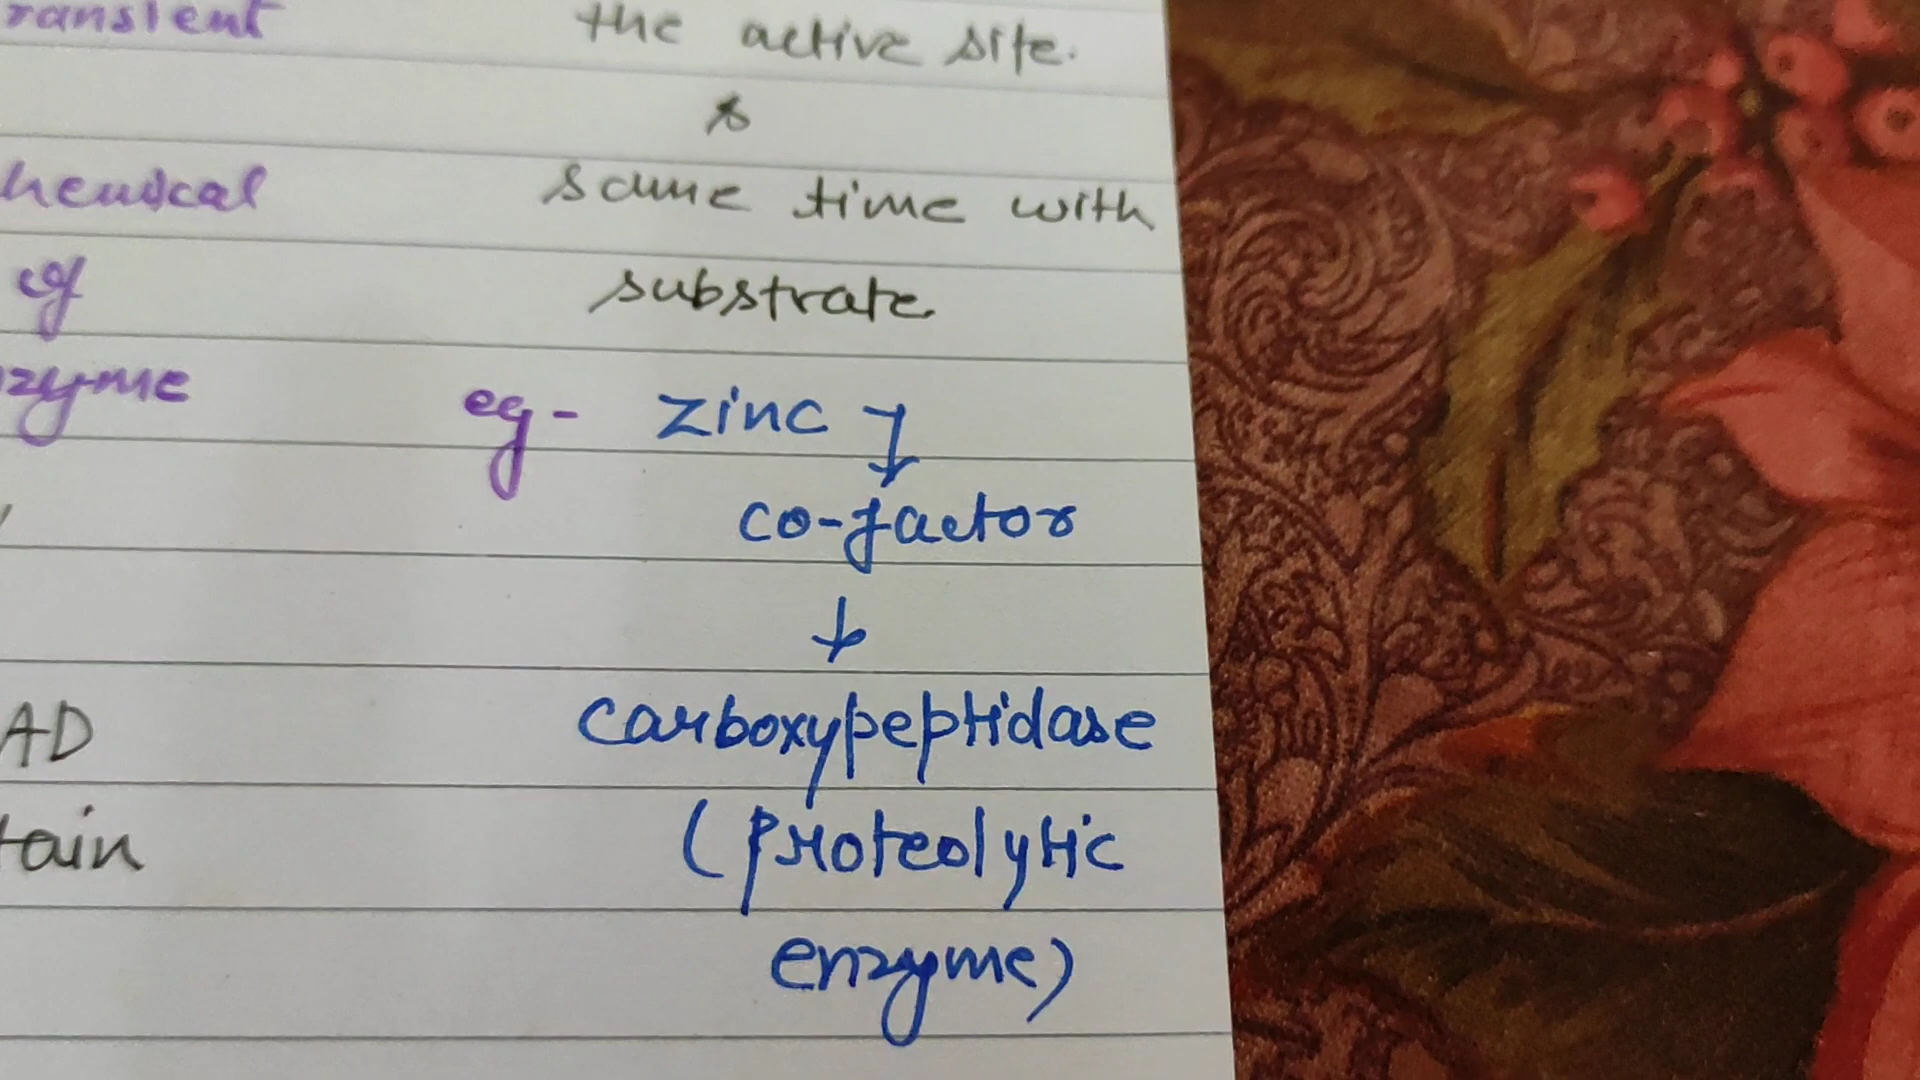 ransient the active site.
&
hemical same time with
of substrate
zyme eg- zinc
co-factor
carboxypeptidase
AD
(proteolytic
tain
enzyme)